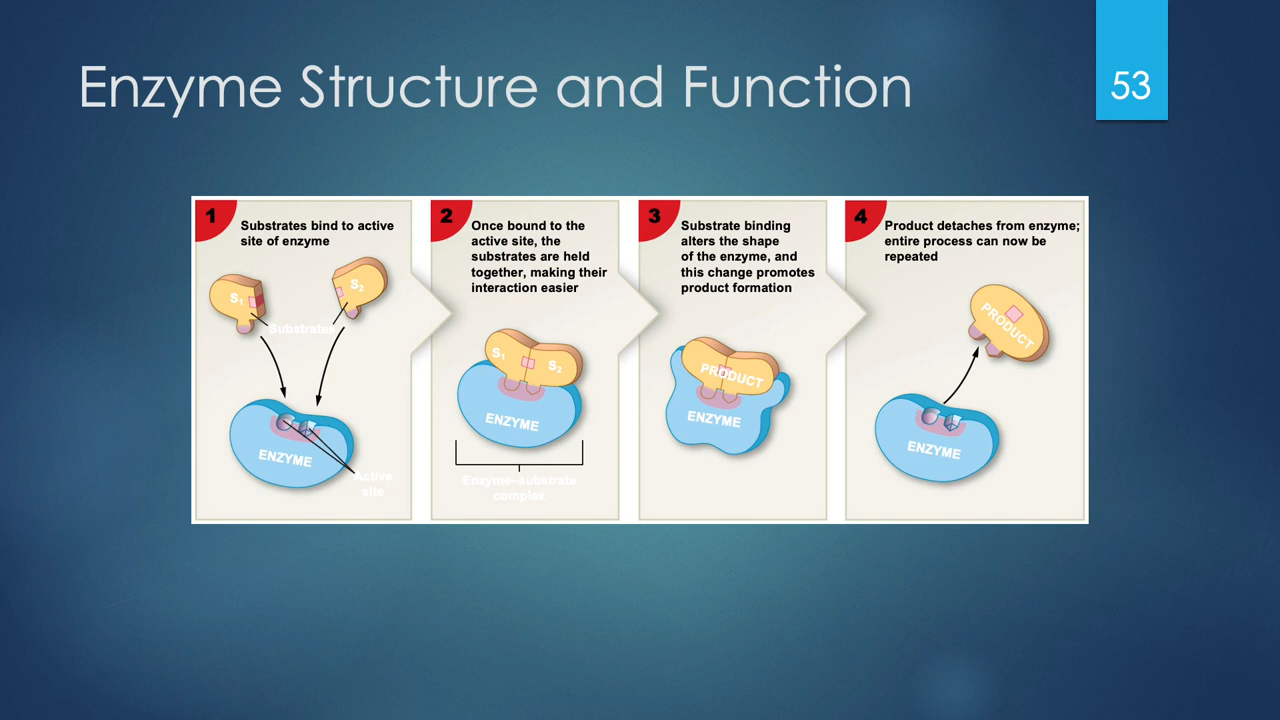 Enzyme Structure and Function
53
1
Substrates bind to active
site of enzyme
S1
S2
Substrates
ENZYME
Active
site
2
Once bound to the
active site, the
substrates are held
together, making their
interaction easier
S1
S2
ENZYME
Enzyme–substrate
complex
3
Substrate binding
alters the shape
of the enzyme, and
this change promotes
product formation
PRODUCT
ENZYME
4
Product detaches from enzyme;
entire process can now be
repeated
PRODUCT
ENZYME